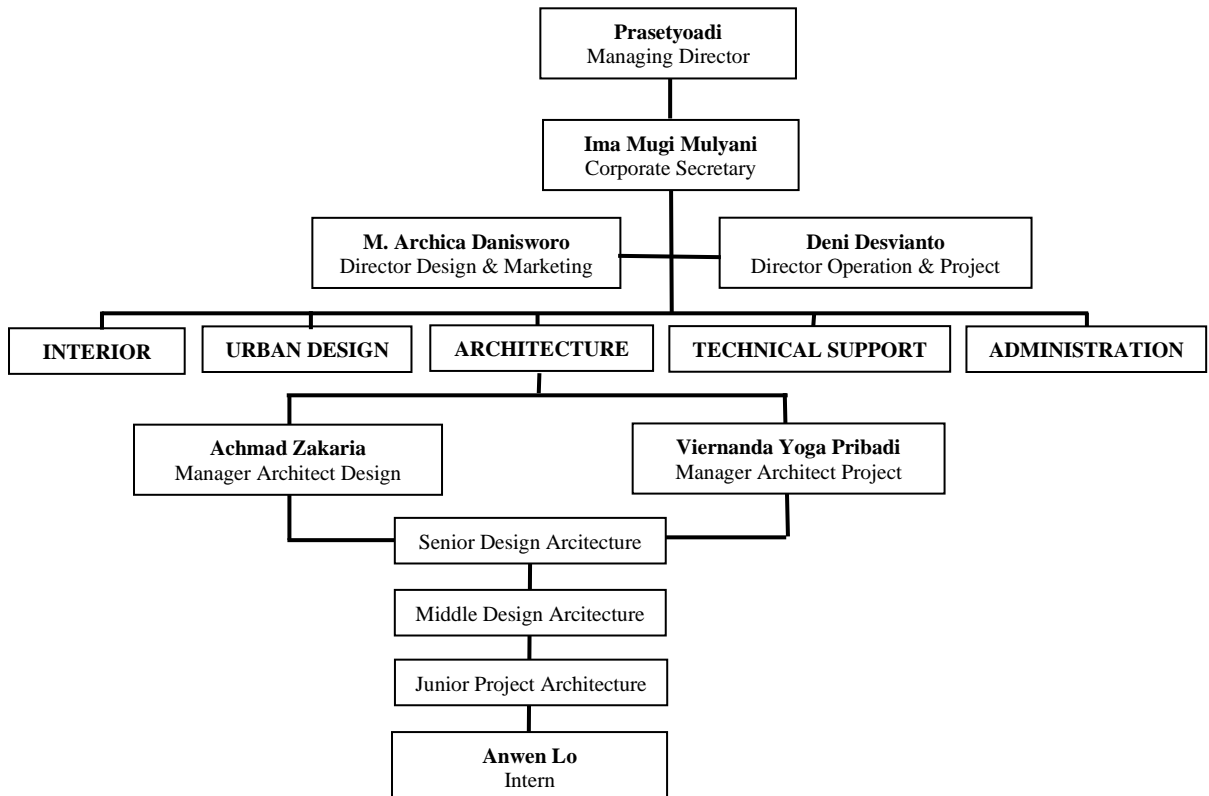 Prasetyoadi
Managing Director
Ima Mugi Mulyani
Corporate Secretary
M. Archica Danisworo
Director Design & Marketing
Deni Desvianto
Director Operation & Project
INTERIOR
URBAN DESIGN
ARCHITECTURE
TECHNICAL SUPPORT
ADMINISTRATION
Achmad Zakaria
Manager Architect Design
Viernanda Yoga Pribadi
Manager Architect Project
Senior Design Arcitecture
Middle Design Arcitecture
Junior Project Architecture
Anwen Lo
Intern